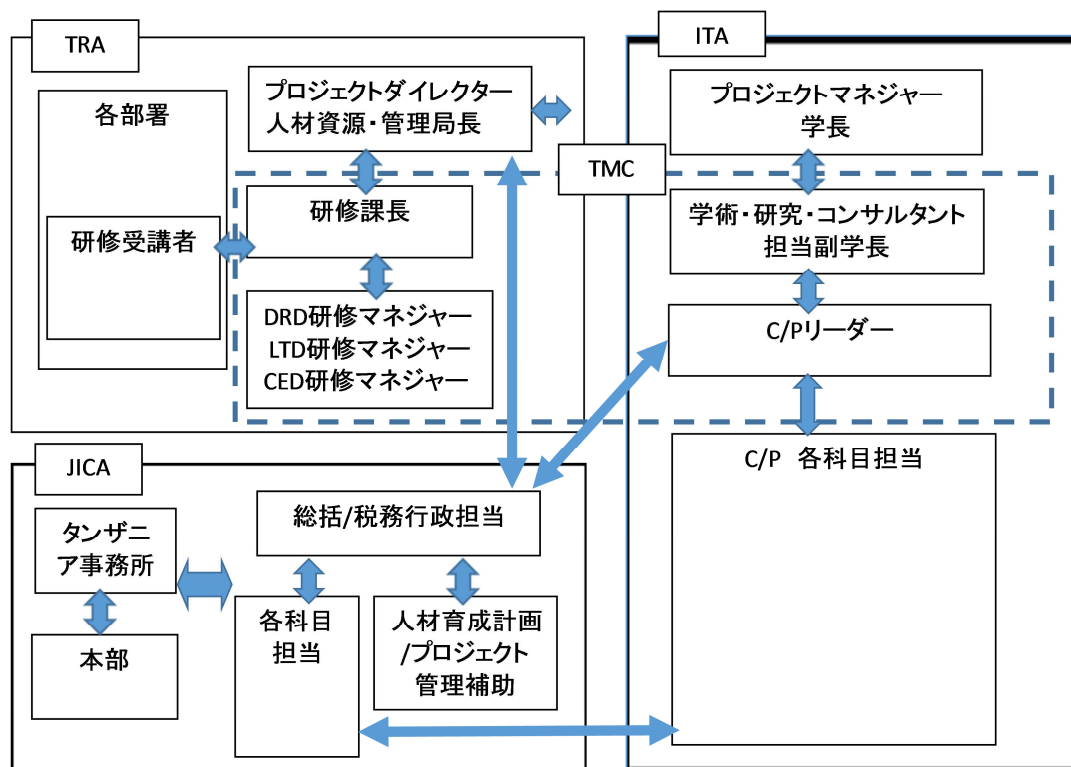 TRA
各部署
プロジェクトダイレクター
人材資源・管理局長
研修受講者
研修課長
DRD研修マネジャー
LTD研修マネジャー
CED研修マネジャー
TMC
ITA
プロジェクトマネジャー
学長
学術・研究・コンサルタント
担当副学長
C/Pリーダー
C/P 各科目担当
JICA
タンザニ
ア事務所
本部
総括/税務行政担当
各科目
担当
人材育成計画
/プロジェクト
管理補助